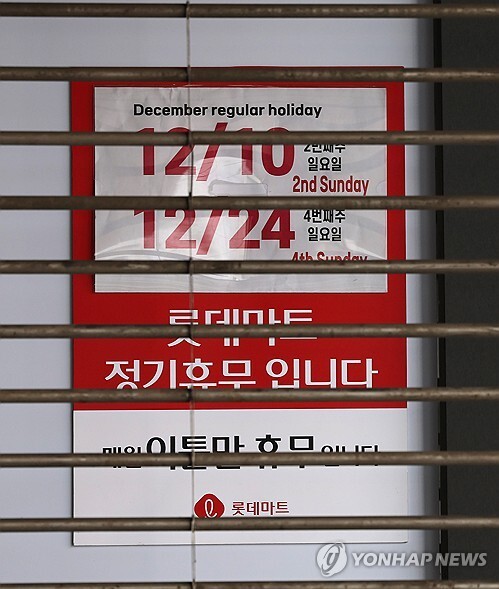 December regular holiday
12/10
2번째주
일요일
2nd Sunday
12/24
4번째주
일요일
4th Sunday
롯데마트
정기휴무 입니다
매월 이틀만 휴무 입니다
롯데마트
YONHAP NEWS